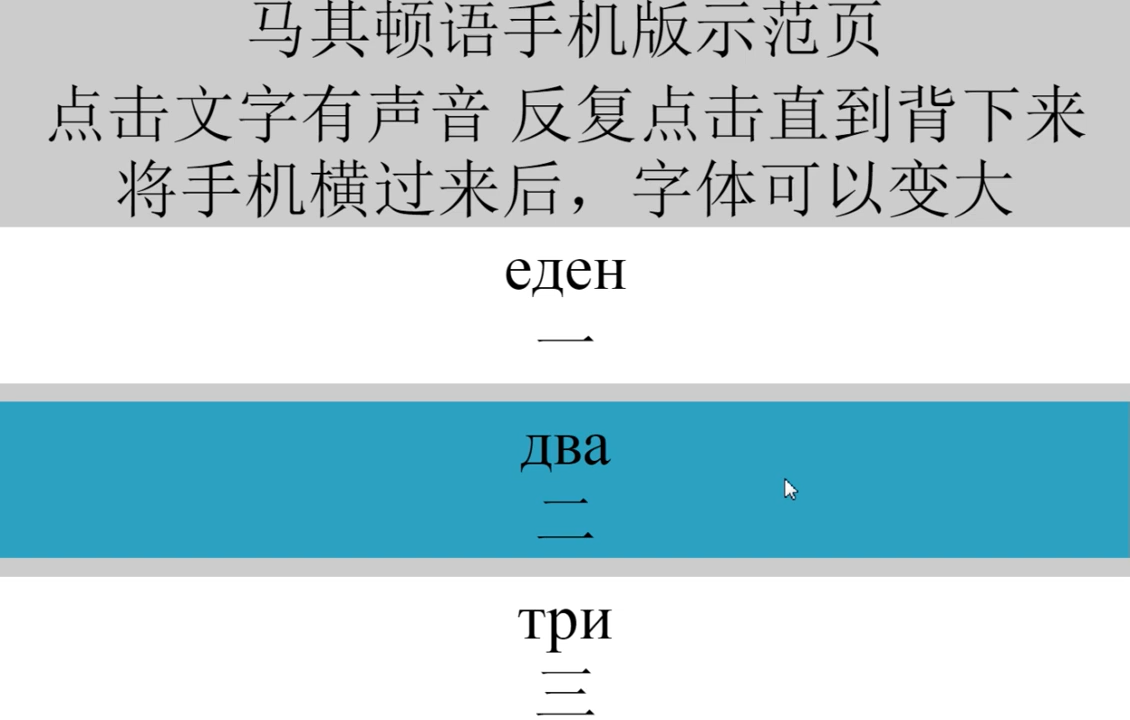 马其顿语手机版示范页
点击文字有声音 反复点击直到背下来
将手机横过来后，字体可以变大
еден
一
два
二
три
三